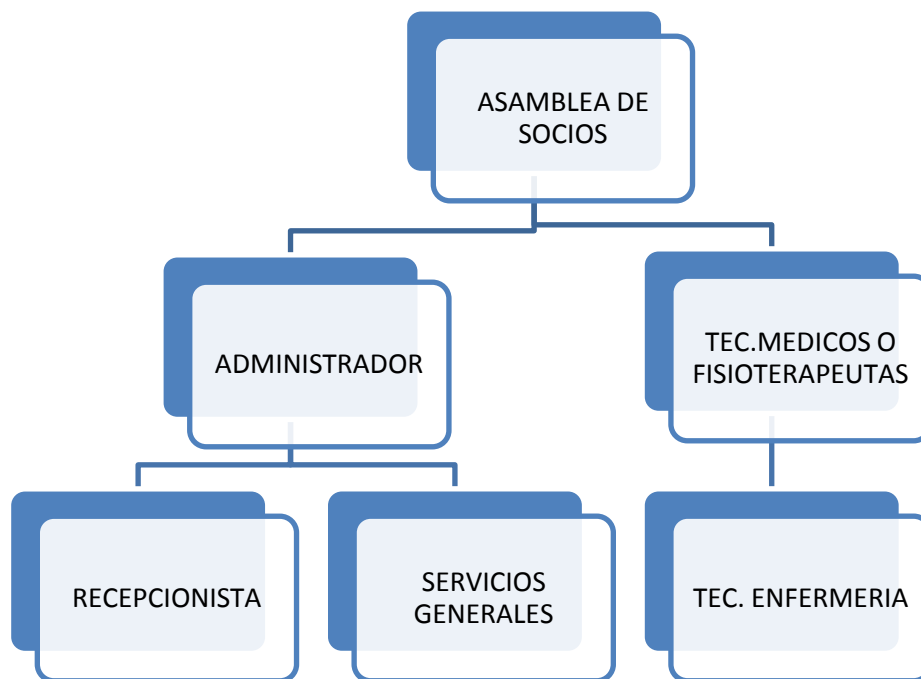 ASAMBLEA DE
SOCIOS
ADMINISTRADOR
TEC.MEDICOS O
FISIOTERAPEUTAS
RECEPCIONISTA
SERVICIOS
GENERALES
TEC. ENFERMERIA